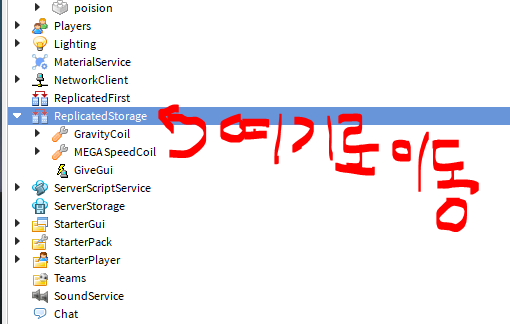 poision
Players
Lighting
MaterialService
NetworkClient
ReplicatedFirst
ReplicatedStorage 여기로이동
GravityCoil
MEGASpeedCoil
GiveGui
ServerScriptService
ServerStorage
StarterGui
StarterPack
StarterPlayer
Teams
SoundService
Chat